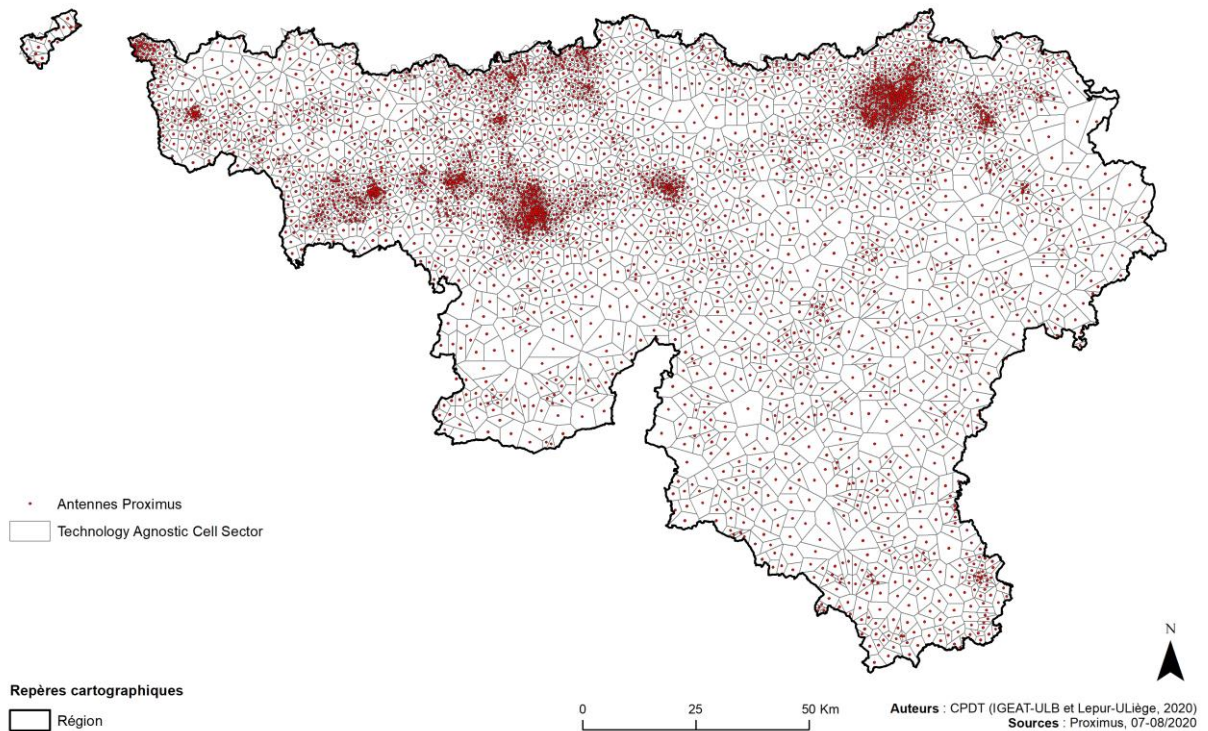 Antennes Proximus
Technology Agnostic Cell Sector
Repères cartographiques
Région
0 25 50 Km
N
Auteurs : CPDT (IGEAT-ULB et Lepur-ULiège, 2020)
Sources : Proximus, 07-08/2020